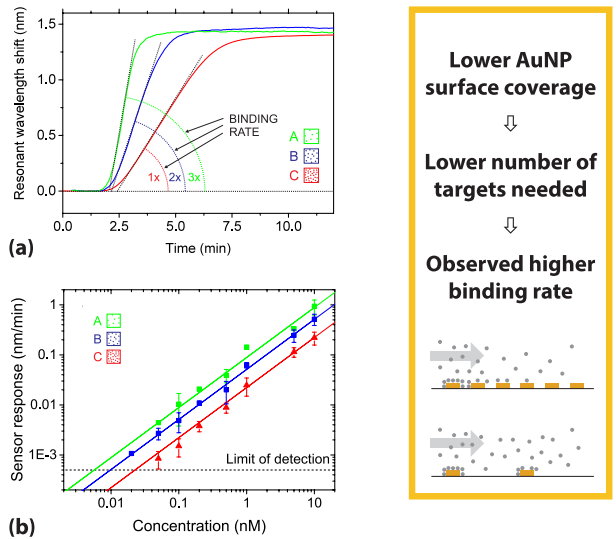 Resonant wavelength shift (nm)
1.5
1.0
0.5
0.0
0.0
2.5
5.0
7.5
10.0
Time (min)
BINDING
RATE
A
B
C
1x
2x
3x
(a)
Sensor response (nm/min)
1
0.1
0.01
1E-3
0.01
0.1
1
10
Concentration (nM)
A
B
C
Limit of detection
(b)
Lower AuNP
surface coverage
Lower number of
targets needed
Observed higher
binding rate